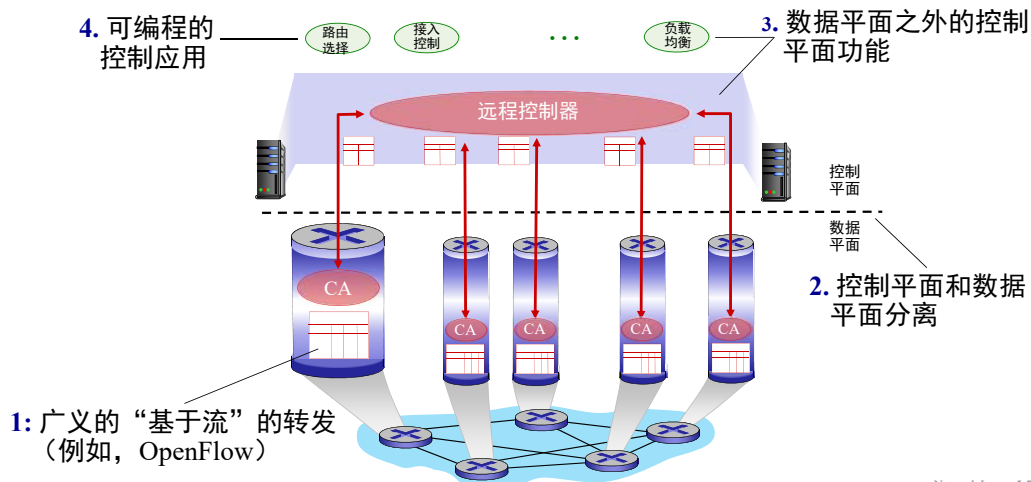 4. 可编程的
控制应用
路由
选择
接入
控制
...
负载
均衡
3. 数据平面之外的控制
平面功能
远程控制器
控制
平面
数据
平面
CA
CA
CA
CA
CA
2. 控制平面和数据
平面分离
1: 广义的“基于流”的转发
（例如，OpenFlow）